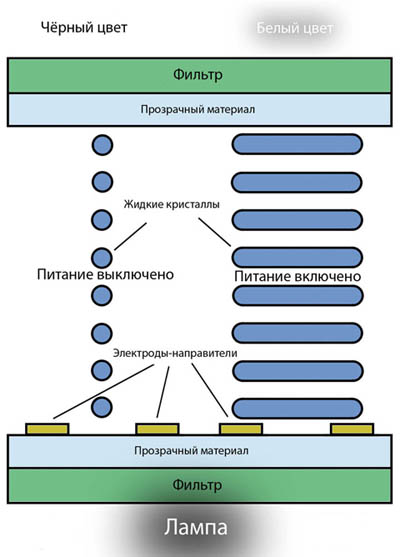 Чёрный цвет
Белый цвет
Фильтр
Прозрачный материал
Жидкие кристаллы
Питание выключено
Питание включено
Электроды-направители
Прозрачный материал
Фильтр
Лампа